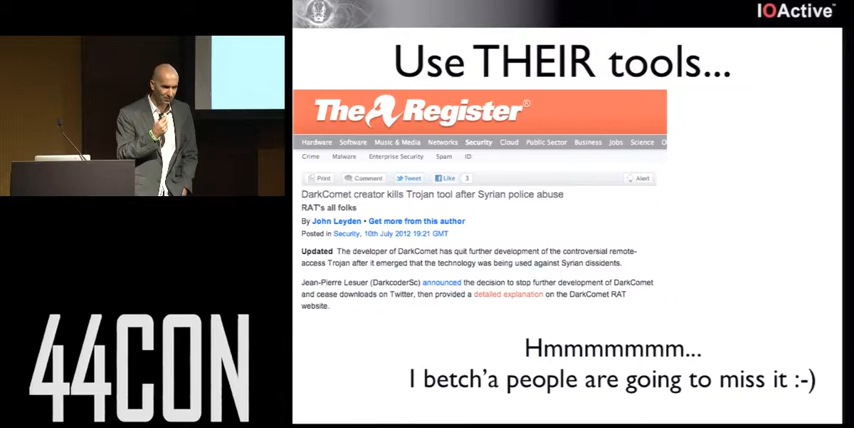 IOActive™
Use THEIR tools...
The Register®
Hardware Software Music & Media Networks Security Cloud Public Sector Business Jobs Science
Crime Malware Enterprise Security Spam ID
Print Comment Tweet Like 3 Alert
DarkComet creator kills Trojan tool after Syrian police abuse
RAT's all folks
By John Leyden • Get more from this author
Posted in Security, 10th July 2012 19:21 GMT
Updated The developer of DarkComet has quit further development of the controversial remote-
access Trojan after it emerged that the technology was being used against Syrian dissidents.
Jean-Pierre Lesuer (DarkcoderSc) announced the decision to stop further development of DarkComet
and cease downloads on Twitter, then provided a detailed explanation on the DarkComet RAT
website.
Hmmmmmmm...
I betch'a people are going to miss it :-)
44CON